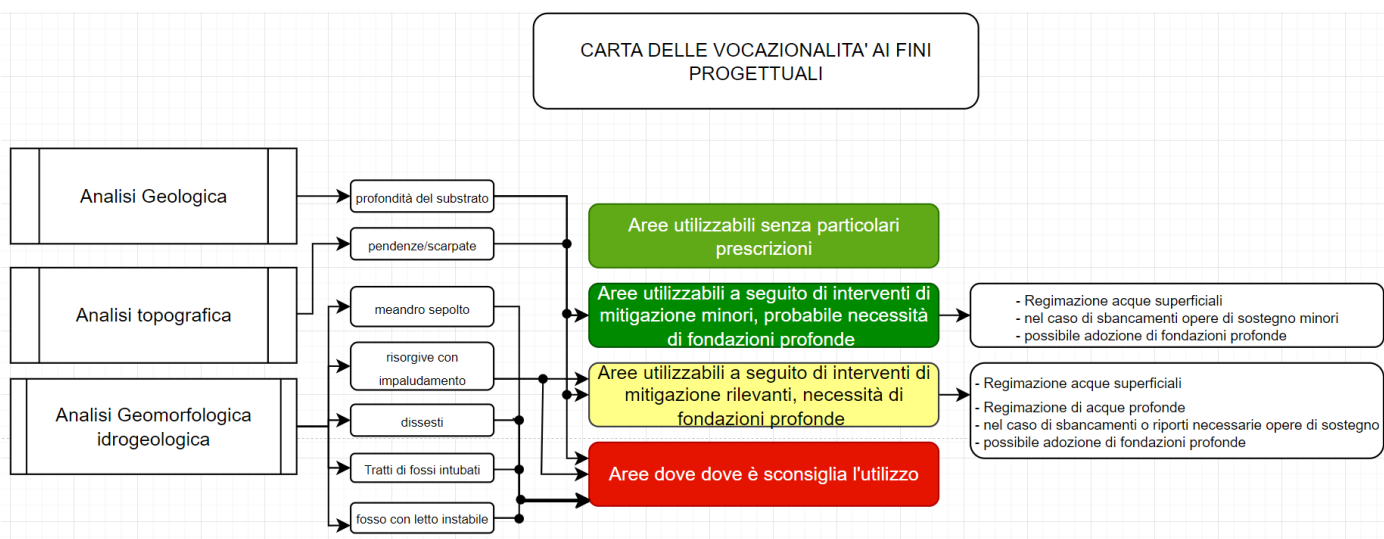 CARTA DELLE VOCAZIONALITA' AI FINI
PROGETTUALI
Analisi Geologica
Analisi topografica
Analisi Geomorfologica
idrogeologica
profondità del substrato
pendenze/scarpate
meandro sepolto
risorgive con
impaludamento
dissesti
Tratti di fossi intubati
fosso con letto instabile
Aree utilizzabili senza particolari
prescrizioni
Aree utilizzabili a seguito di interventi di
mitigazione minori, probabile necessità
di fondazioni profonde
Aree utilizzabili a seguito di interventi di
mitigazione rilevanti, necessità di
fondazioni profonde
Aree dove dove è sconsiglia l'utilizzo
- Regimazione acque superficiali
- nel caso di sbancamenti opere di sostegno minori
- possibile adozione di fondazioni profonde
- Regimazione acque superficiali
- Regimazione di acque profonde
- nel caso di sbancamenti o riporti necessarie opere di sostegno
- possibile adozione di fondazioni profonde